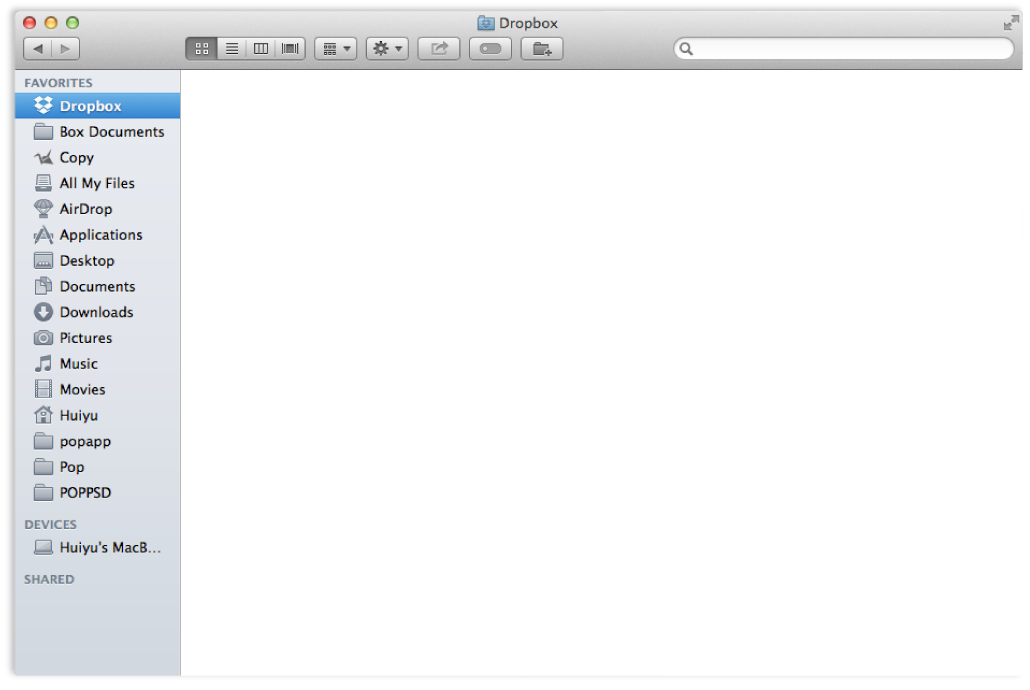 Dropbox
FAVORITES
Dropbox
Box Documents
Copy
All My Files
AirDrop
Applications
Desktop
Documents
Downloads
Pictures
Music
Movies
Huiyu
popapp
Pop
POPPSD
DEVICES
Huiyu's MacB...
SHARED